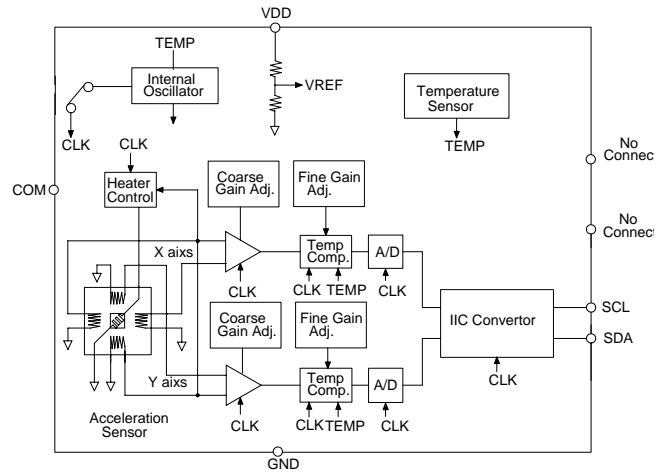 VDD
TEMP
Internal
Oscillator
VREF
Temperature
Sensor
TEMP
CLK
CLK
No
Connect
COM
Heater
Control
Coarse
Gain Adj.
Fine Gain
Adj.
No
Connect
X aixs
Temp
Comp.
A/D
CLK
CLK
TEMP
CLK
Coarse
Gain Adj.
Fine Gain
Adj.
IIC Convertor
SCL
SDA
CLK
Y aixs
Temp
Comp.
A/D
Acceleration
Sensor
CLK
CLK
TEMP
CLK
GND